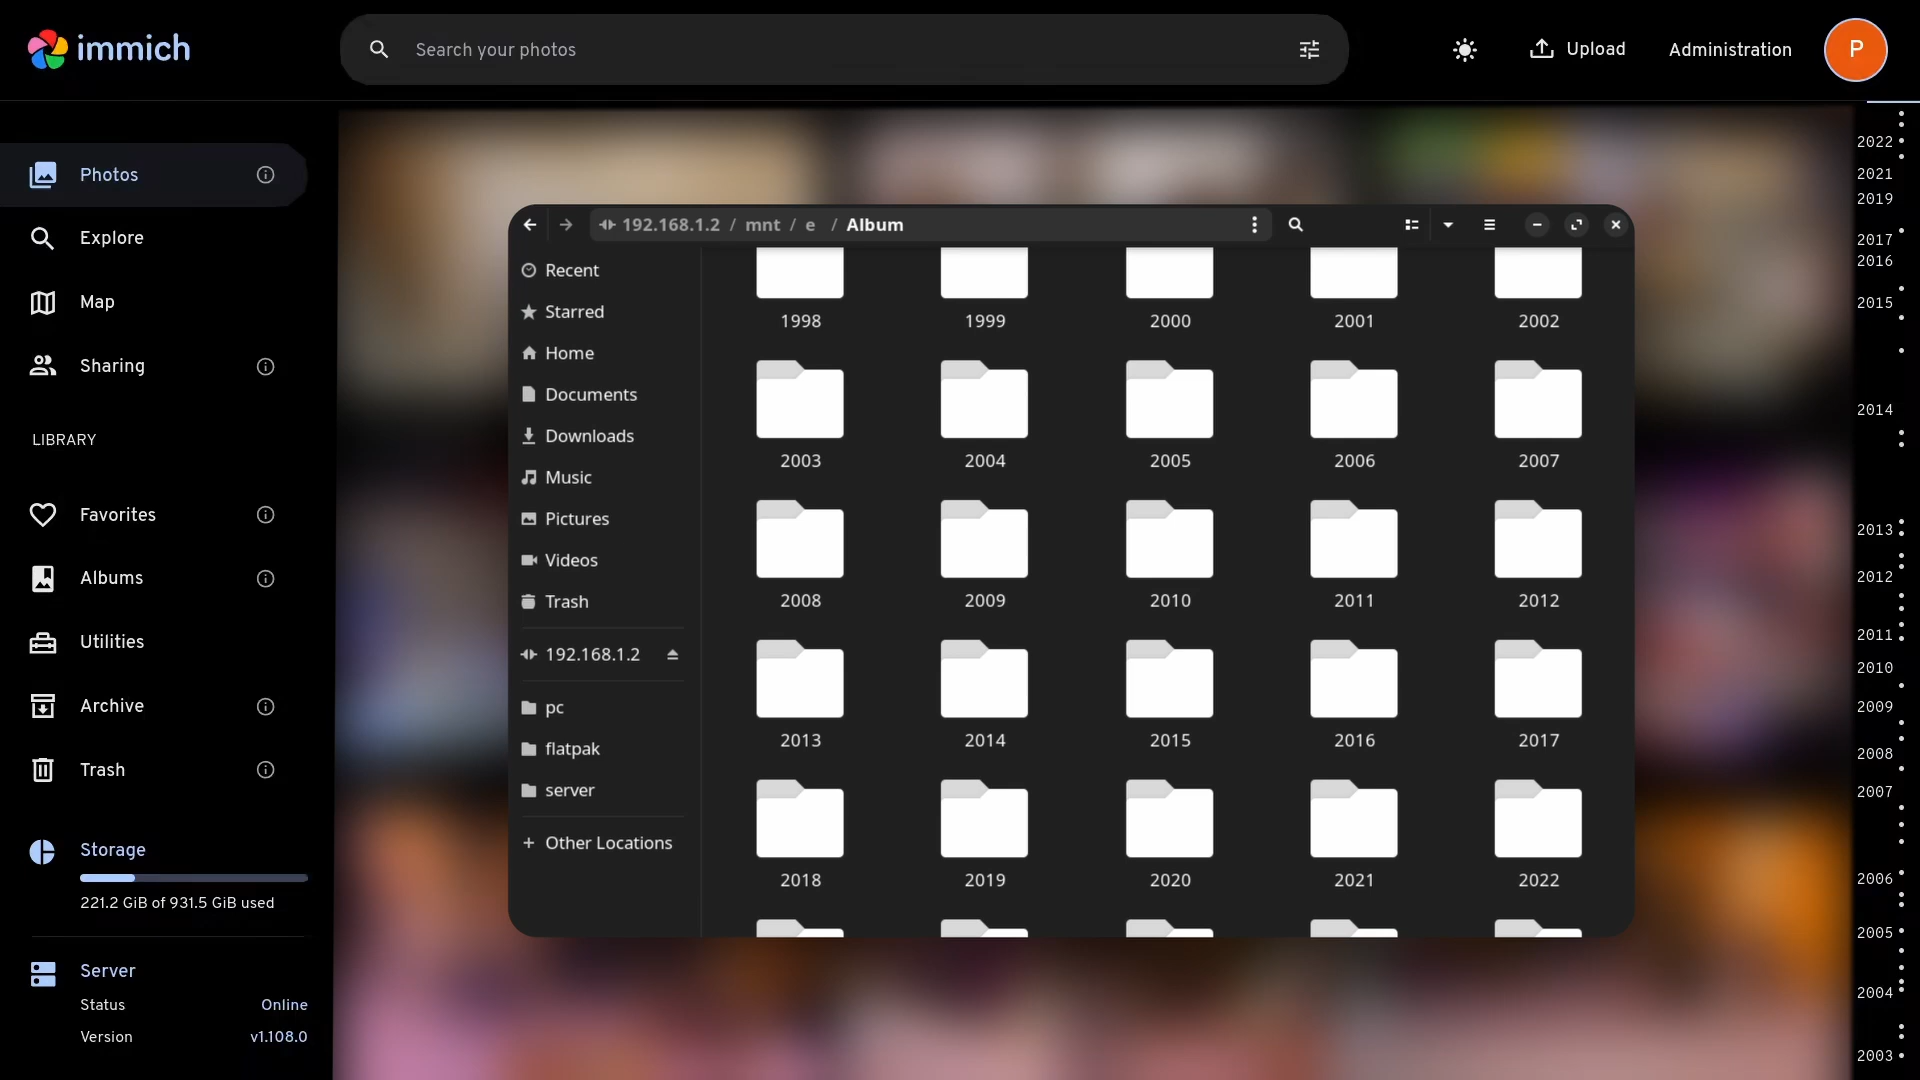 immich
Search your photos
Upload
Administration
P
Photos
Explore
Map
Sharing
LIBRARY
Favorites
Albums
Utilities
Archive
Trash
Storage
221.2 GiB of 931.5 GiB used
Server
Status Online
Version v1.108.0
192.168.1.2 / mnt / e / Album
Recent
Starred
Home
Documents
Downloads
Music
Pictures
Videos
Trash
192.168.1.2
pc
flatpak
server
Other Locations
1998 1999 2000 2001 2002
2003 2004 2005 2006 2007
2008 2009 2010 2011 2012
2013 2014 2015 2016 2017
2018 2019 2020 2021 2022
2022
2021
2019
2017
2016
2015
2014
2013
2012
2011
2010
2009
2008
2007
2006
2005
2004
2003